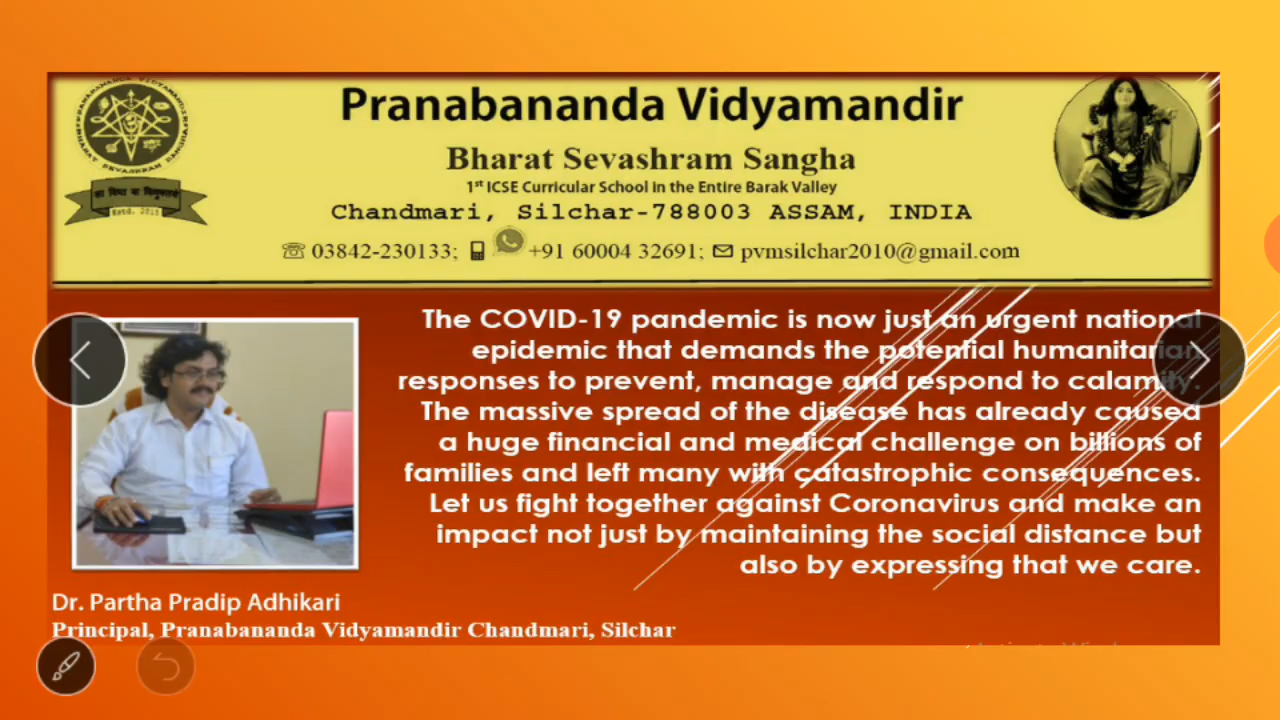 Pranabananda Vidyamandir
Bharat Sevashram Sangha
1st ICSE Curricular School in the Entire Barak Valley
Chandmari, Silchar-788003 ASSAM, INDIA
03842-230133; +91 60004 32691; pvmsilchar2010@gmail.com
The COVID-19 pandemic is now just an urgent national
epidemic that demands the potential humanitarian
responses to prevent, manage and respond to calamity.
The massive spread of the disease has already caused
a huge financial and medical challenge on billions of
families and left many with catastrophic consequences.
Let us fight together against Coronavirus and make an
impact not just by maintaining the social distance but
also by expressing that we care.
Dr. Partha Pradip Adhikari
Principal, Pranabananda Vidyamandir Chandmari, Silchar